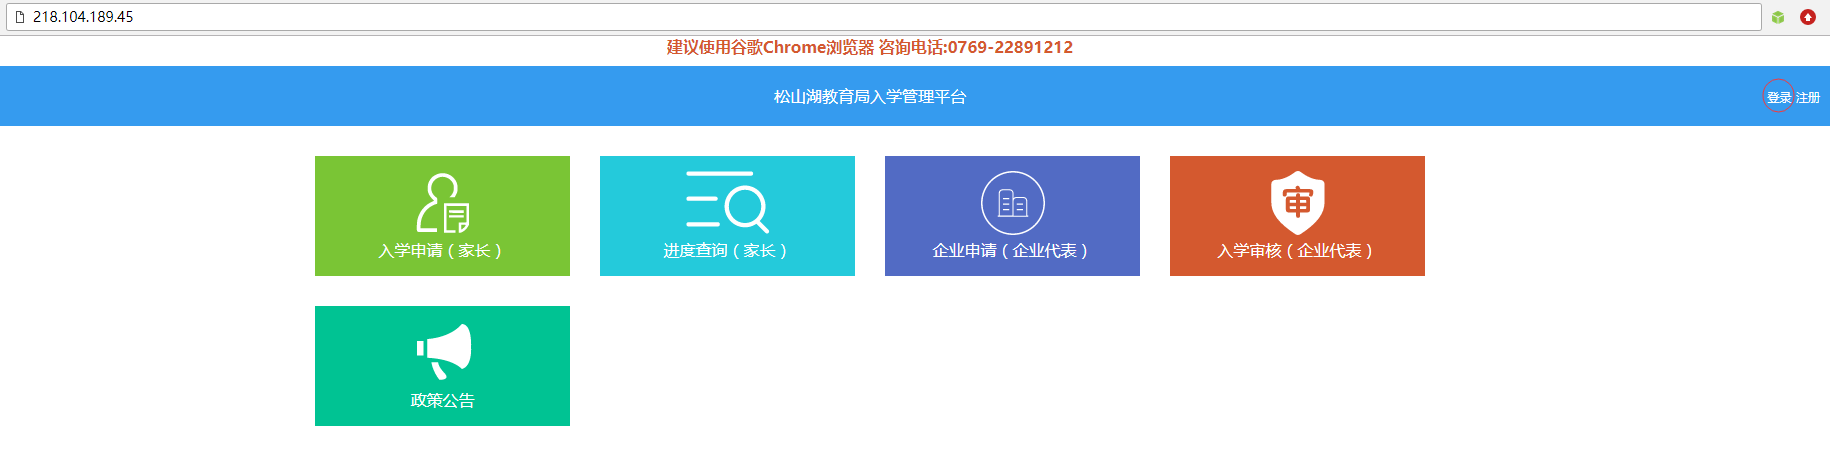 218.104.189.45
建议使用谷歌Chrome浏览器 咨询电话:0769-22891212
松山湖教育局入学管理平台
登录 注册
入学申请（家长）
进度查询（家长）
企业申请（企业代表）
审
入学审核（企业代表）
政策公告